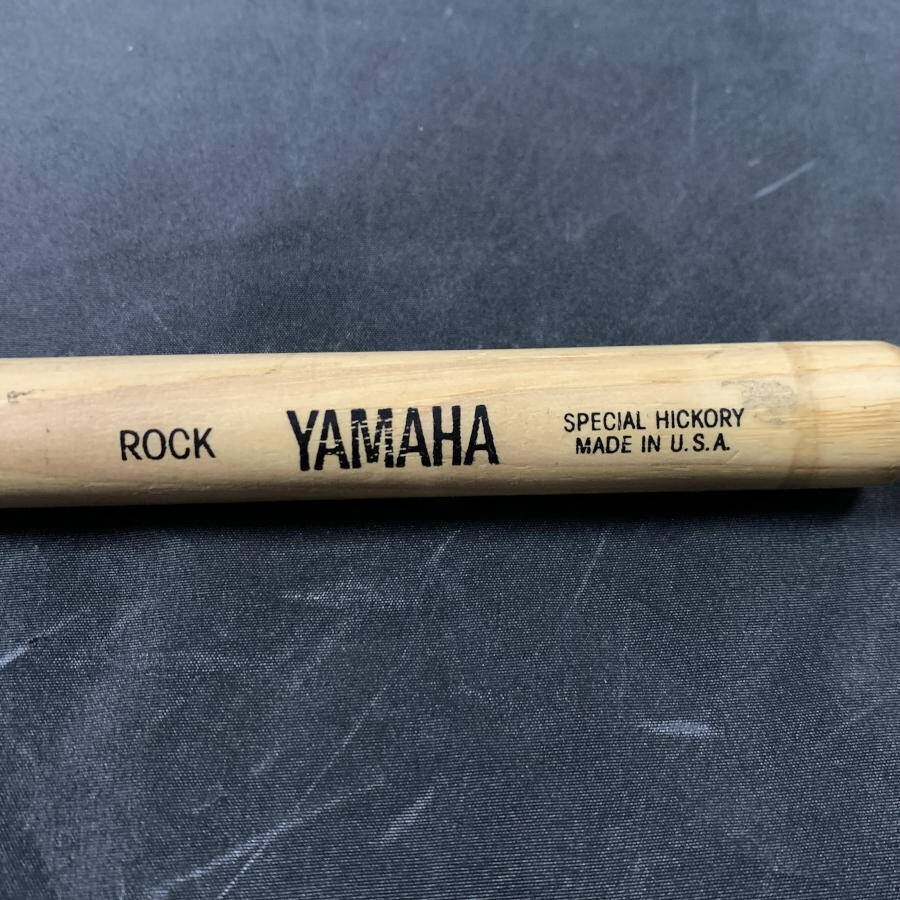 ROCK
YAMAHA
SPECIAL HICKORY
MADE IN U.S.A.